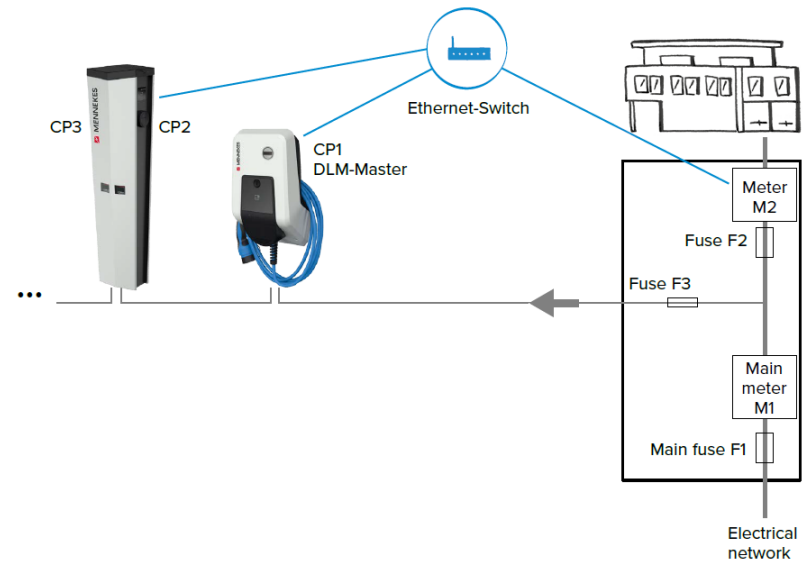 Ethernet-Switch
CP3
MENNEKES
CP2
MENNEKES
CP1
DLM-Master
Meter
M2
Fuse F2
Fuse F3
...
Main
meter
M1
Main fuse F1
Electrical
network